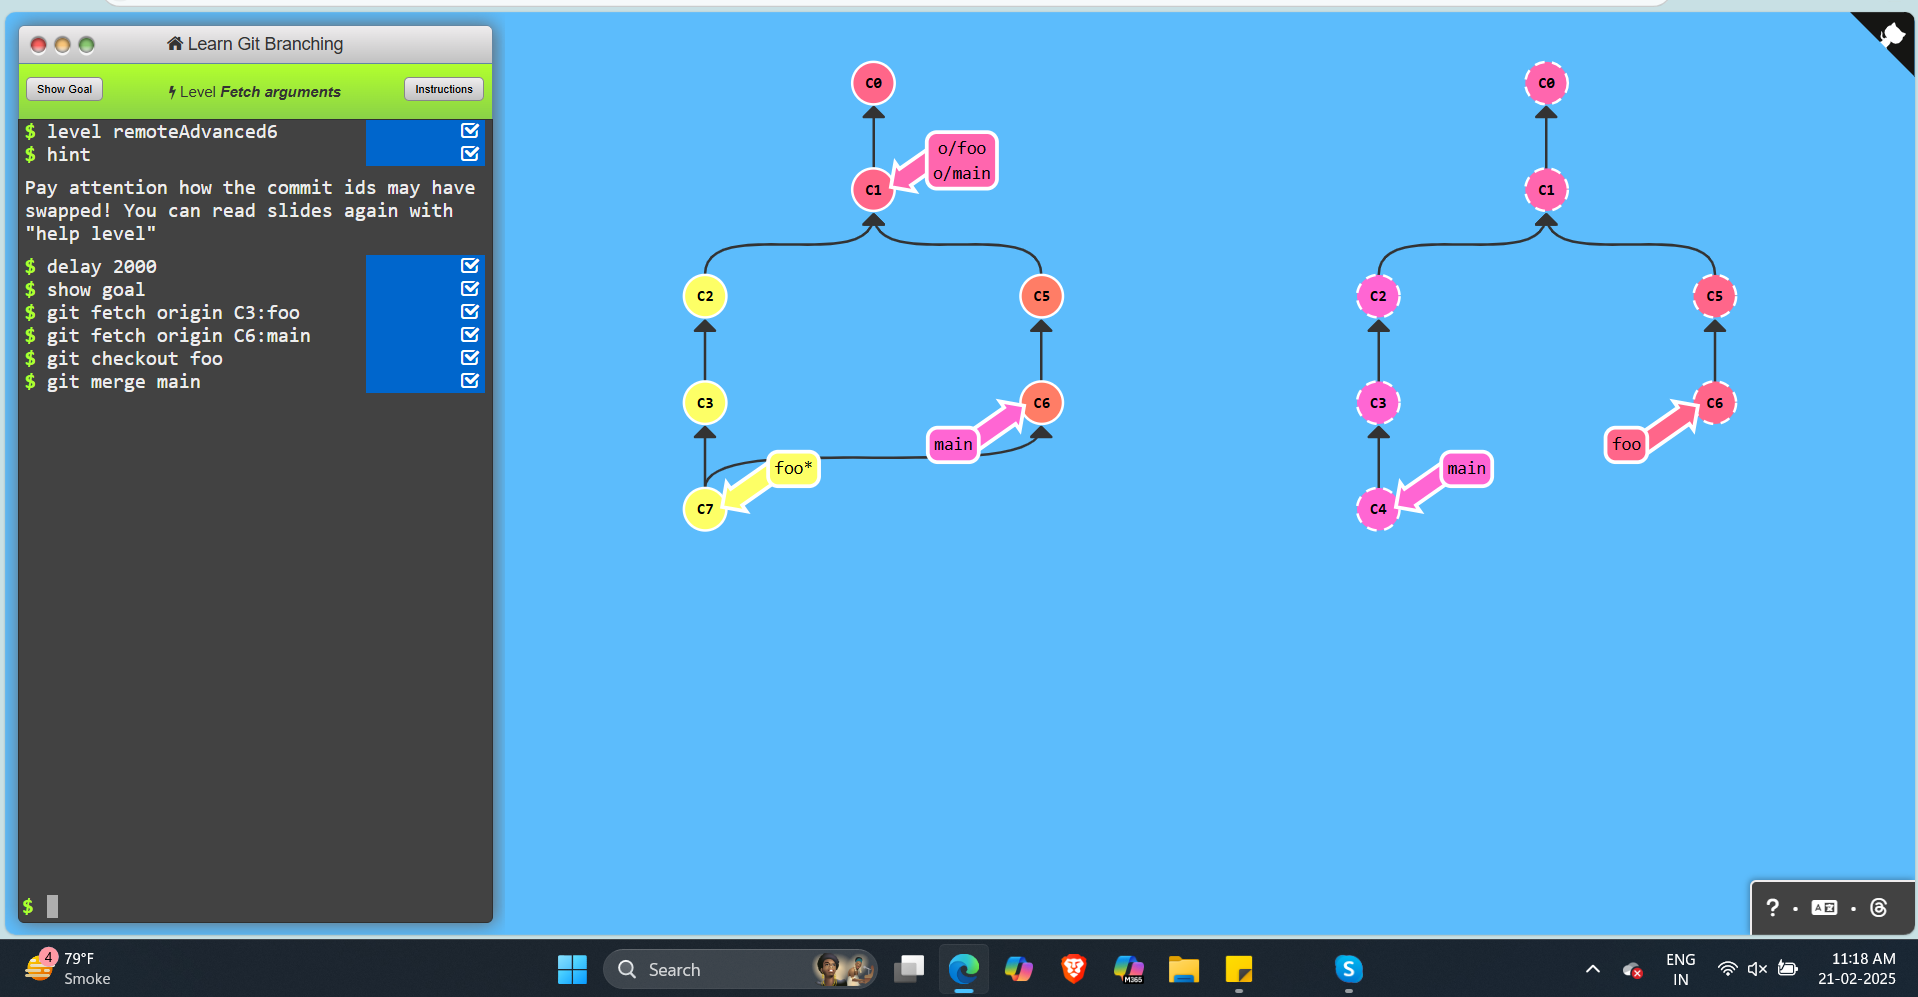 Learn Git Branching
Show Goal
Level Fetch arguments
Instructions
$ level remoteAdvanced6
$ hint
Pay attention how the commit ids may have
swapped! You can read slides again with
"help level"
$ delay 2000
$ show goal
$ git fetch origin C3:foo
$ git fetch origin C6:main
$ git checkout foo
$ git merge main
$
C0
o/foo
o/main
C1
C2
C5
C3
C6
main
foo*
C7
C0
C1
C2
C5
C3
C6
foo
main
C4
?
4
79°F
Smoke
Search
M365
S
ENG
IN
11:18 AM
21-02-2025